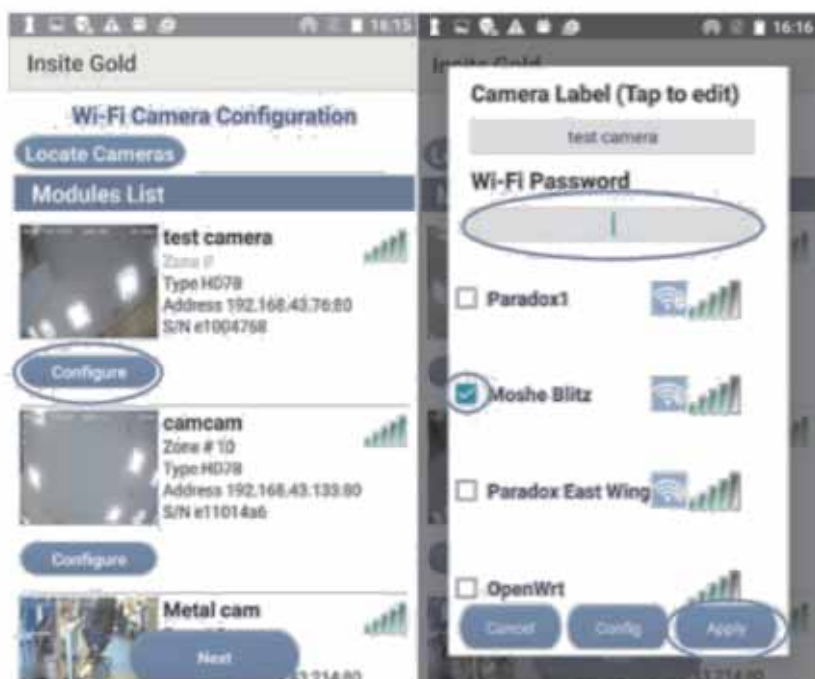 16:15
Insite Gold
Wi-Fi Camera Configuration
Locate Cameras
Modules List
test camera
Zone #
Type HD78
Address 192.168.43.76:80
S/N e1004768
Configure
camcam
Zone # 10
Type HD78
Address 192.168.43.133:80
S/N e11014a6
Configure
Metal cam
Next
16:16
Camera Label (Tap to edit)
test camera
Wi-Fi Password
Paradox1
Moshe Blitz
Paradox East Wing
OpenWrt
Cancel
Config
Apply